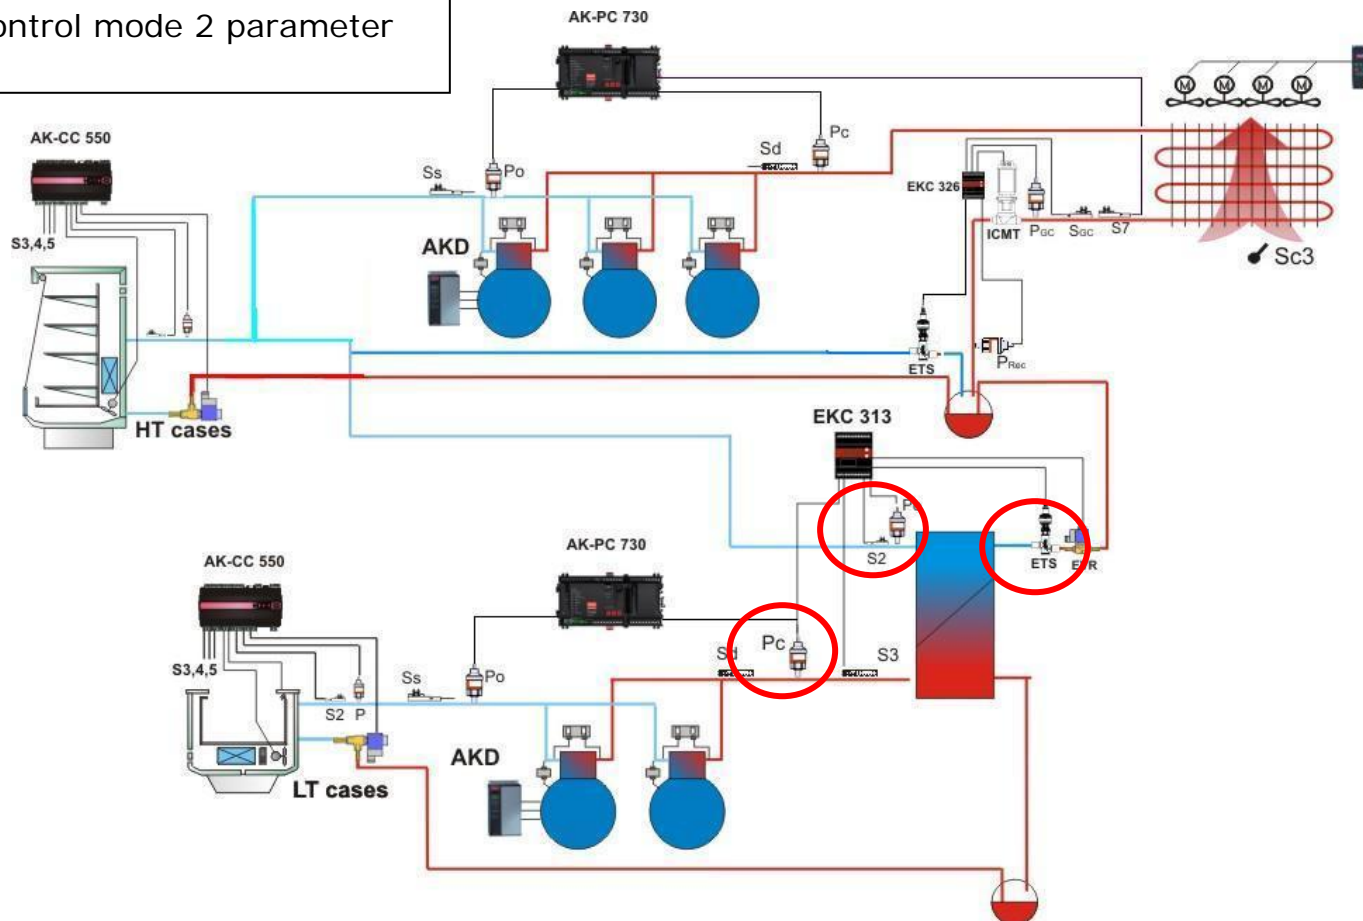 ontrol mode 2 parameter
AK-PC 730
AK-CC 550
Pc
Sd
Ss
Po
EKC 326
S3,4,5
AKD
ICMT
PGC
SGC
S7
Sc3
ETS
PRec
HT cases
EKC 313
S2
ETS
AK-PC 730
AK-CC 550
Pc
Sd
S3
S3,4,5
Ss
Po
S2
P
AKD
LT cases